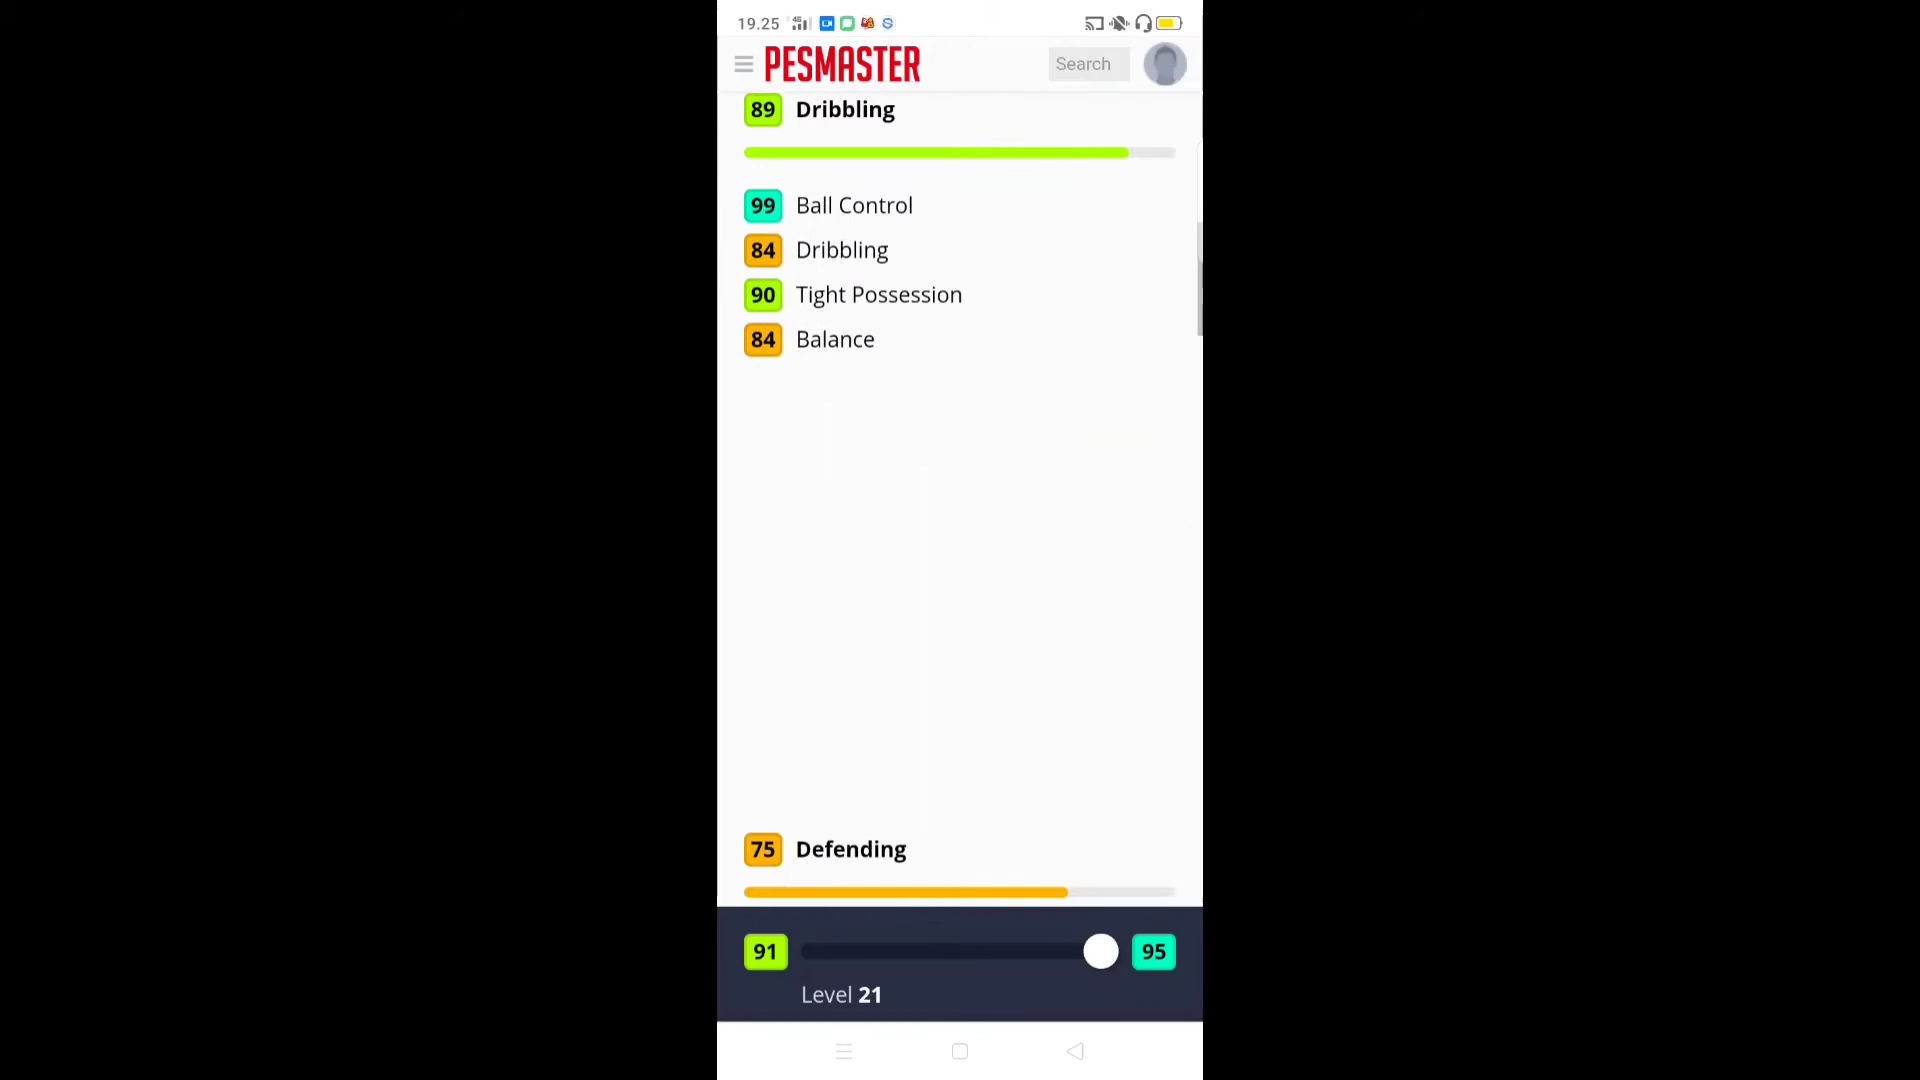 19.25 4G
PESMASTER Search
89 Dribbling
99 Ball Control
84 Dribbling
90 Tight Possession
84 Balance
75 Defending
91 95
Level 21